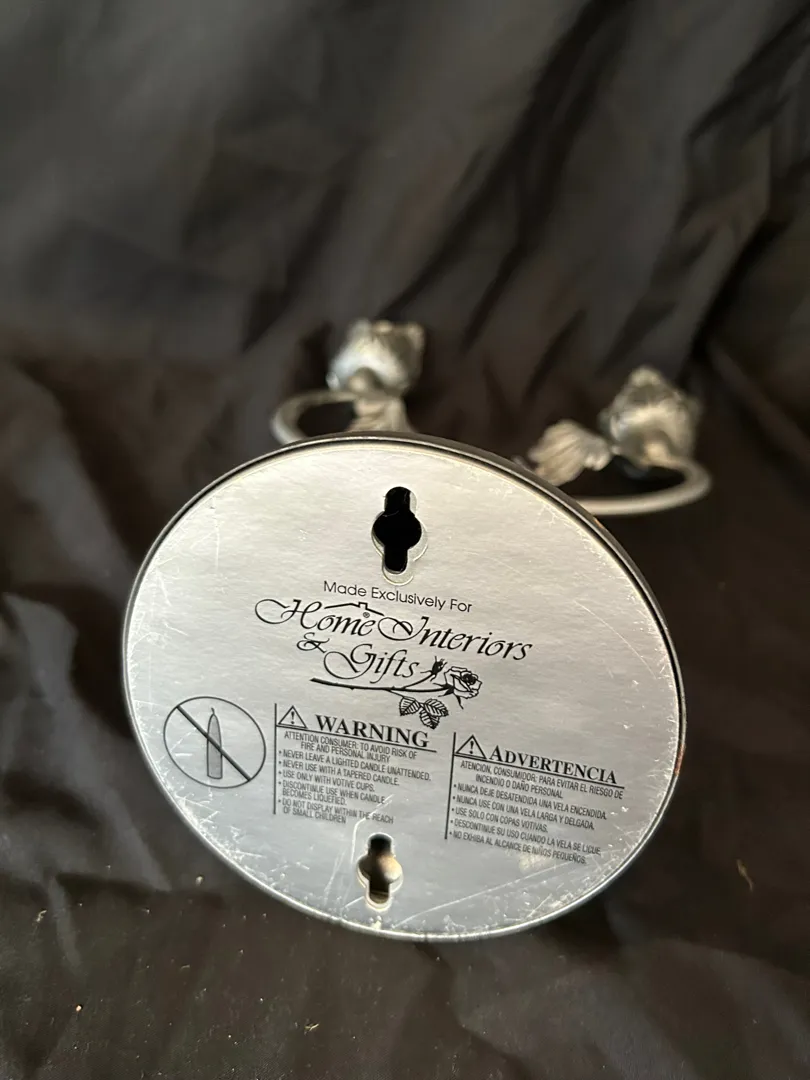 Made Exclusively For
Home Interiors®
& Gifts
WARNING
ATTENTION CONSUMER: TO AVOID RISK OF
FIRE AND PERSONAL INJURY
• NEVER LEAVE A LIGHTED CANDLE UNATTENDED.
• NEVER USE WITH A TAPERED CANDLE.
• USE ONLY WITH VOTIVE CUPS.
• DISCONTINUE USE WHEN CANDLE
BECOMES LIQUEFIED.
• DO NOT DISPLAY WITHIN THE REACH
OF SMALL CHILDREN
ADVERTENCIA
ATENCION, CONSUMIDOR: PARA EVITAR EL RIESGO DE
INCENDIO O DAÑO PERSONAL
• NUNCA DEJE DESATENDIDA UNA VELA ENCENDIDA.
• NUNCA USE CON UNA VELA LARGA Y DELGADA.
• USE SOLO CON COPAS VOTIVAS.
• DESCONTINUE SU USO CUANDO LA VELA SE LICUE
• NO EXHIBA AL ALCANCE DE NIÑOS PEQUEÑOS.